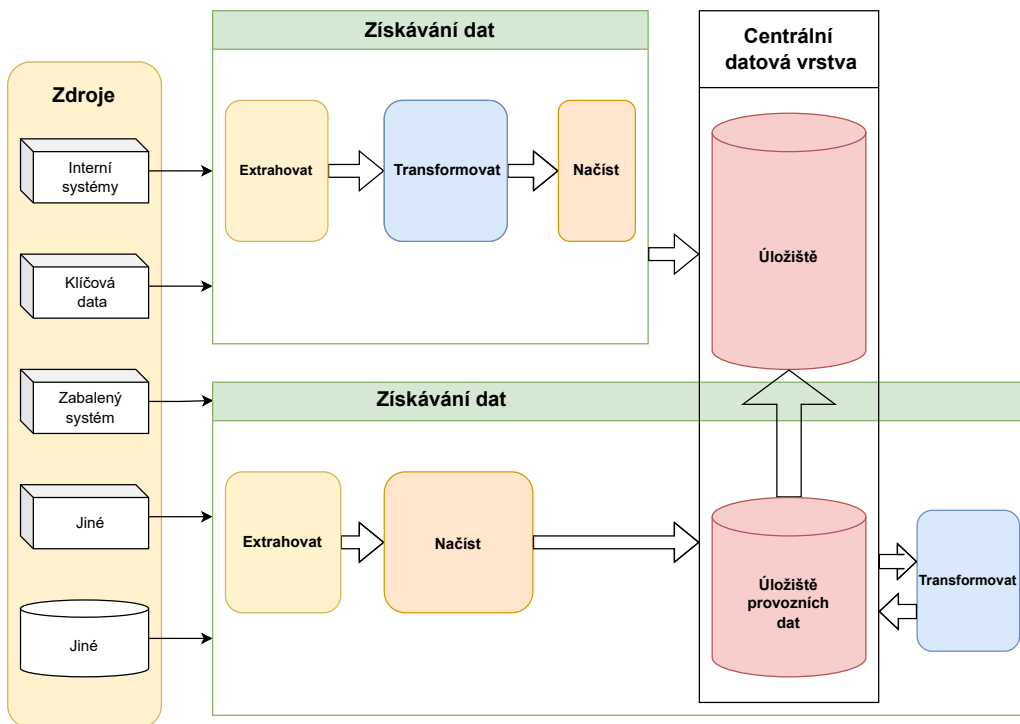 Zdroje
Interní
systémy
Klíčová
data
Zabalený
systém
Jiné
Jiné
Získávání dat
Extrahovat
Transformovat
Načíst
Získávání dat
Extrahovat
Načíst
Centrální
datová vrstva
Úložiště
Úložiště
provozních
dat
Transformovat